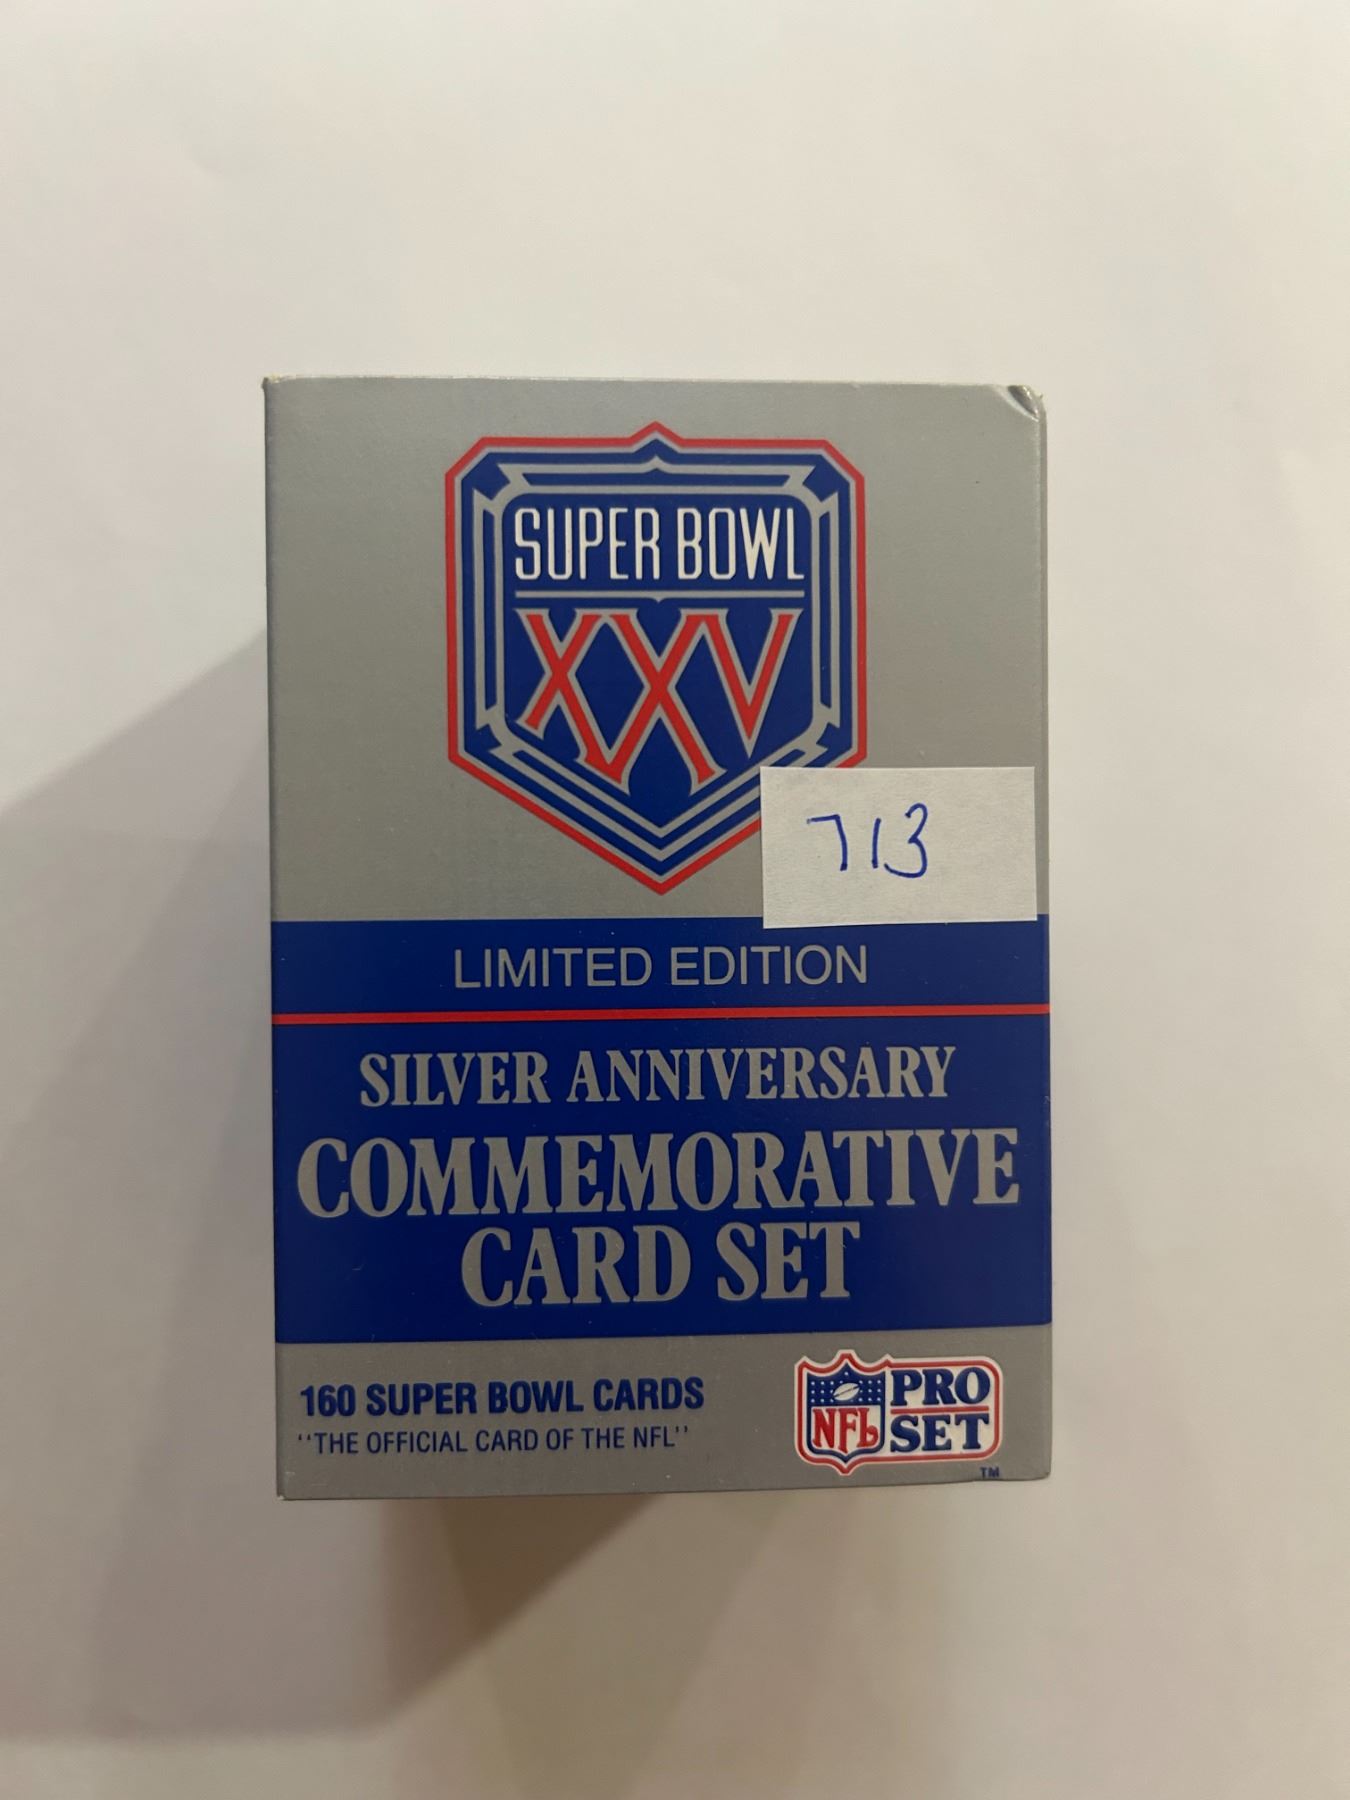 SUPER BOWL
XXV
713
LIMITED EDITION
SILVER ANNIVERSARY
COMMEMORATIVE
CARD SET
160 SUPER BOWL CARDS
‘‘THE OFFICIAL CARD OF THE NFL’’
NFL
PRO
SET
TM